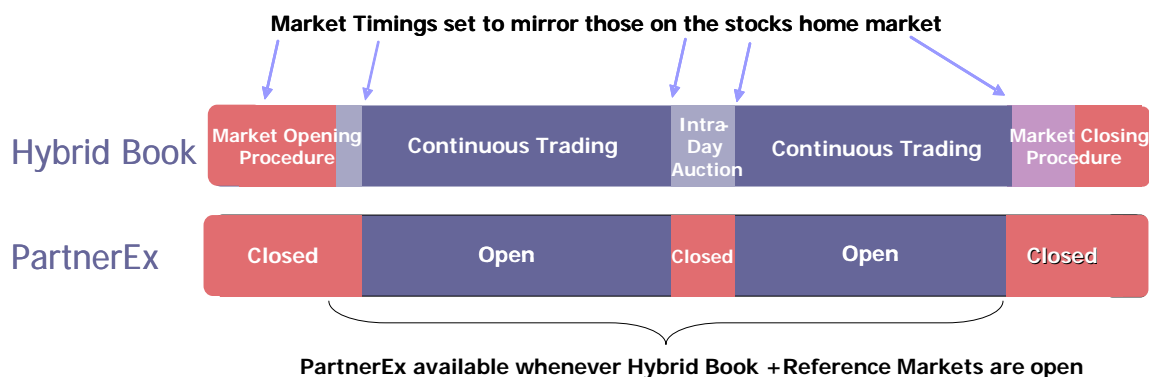 Market Timings set to mirror those on the stocks home market
Hybrid Book
Market Opening
Procedure
Continuous Trading
Intra-
Day
Auction
Continuous Trading
Market Closing
Procedure
PartnerEx
Closed
Open
Closed
Open
Closed
PartnerEx available whenever Hybrid Book +Reference Markets are open